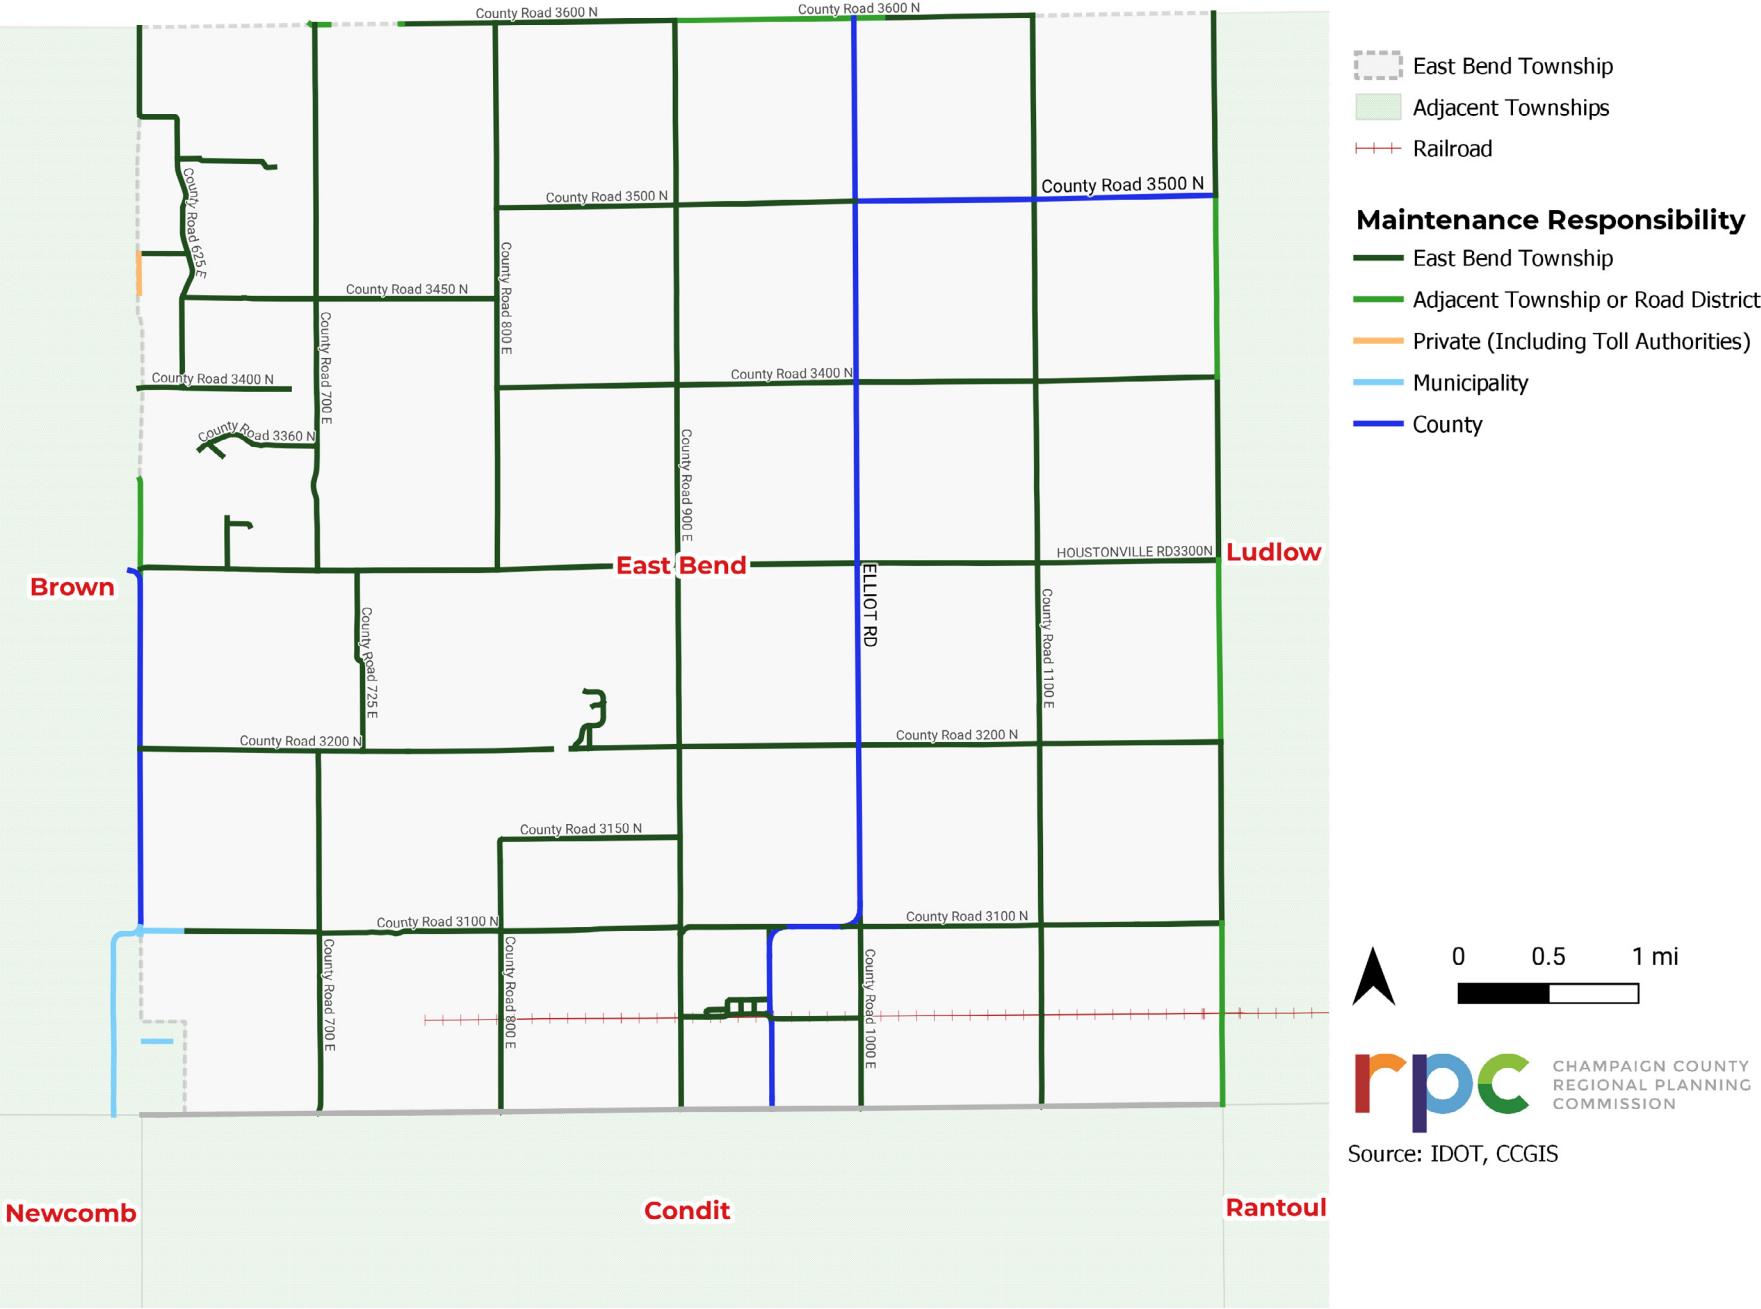 County Road 3600 N
County Road 3600 N
County Road 625 E
County Road 3500 N
County Road 3500 N
County Road 800 E
County Road 3450 N
County Road 700 E
County Road 3400 N
County Road 3400 N
County Road 3360 N
County Road 900 E
HOUSTONVILLE RD3300N
Ludlow
East Bend
Brown
ELLIOT RD
County Road 1100 E
County Road 725 E
County Road 3200 N
County Road 3200 N
County Road 3150 N
County Road 3100 N
County Road 3100 N
County Road 700 E
County Road 800 E
County Road 1000 E
Newcomb
Condit
Rantoul
East Bend Township
Adjacent Townships
Railroad
Maintenance Responsibility
East Bend Township
Adjacent Township or Road District
Private (Including Toll Authorities)
Municipality
County
0 0.5 1 mi
rpc
CHAMPAIGN COUNTY
REGIONAL PLANNING
COMMISSION
Source: IDOT, CCGIS